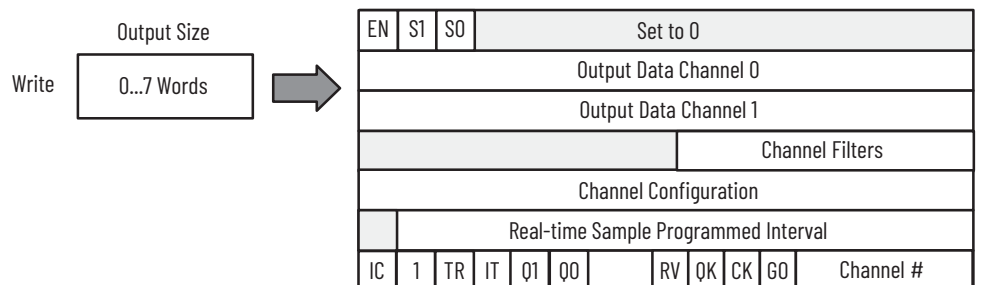 Output Size
Write
0...7 Words
EN S1 S0 Set to 0
Output Data Channel 0
Output Data Channel 1
Channel Filters
Channel Configuration
Real-time Sample Programmed Interval
IC 1 TR IT Q1 Q0 RV QK CK GO Channel #